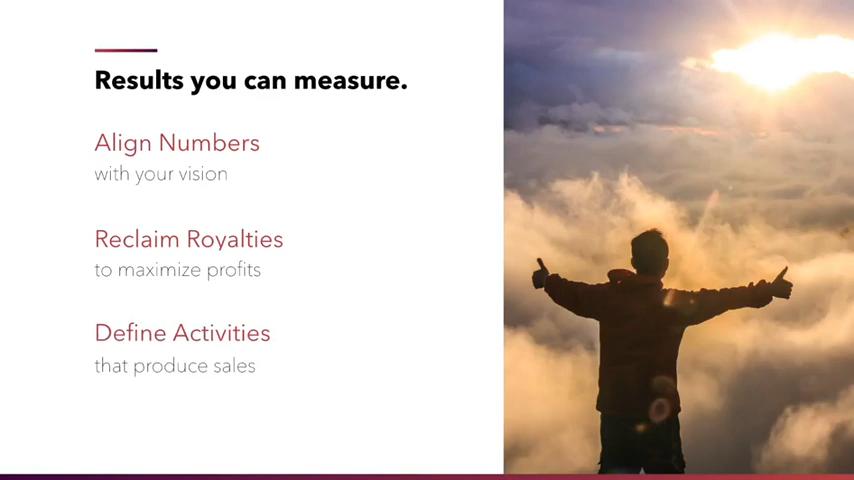 Results you can measure.
Align Numbers
with your vision
Reclaim Royalties
to maximize profits
Define Activities
that produce sales